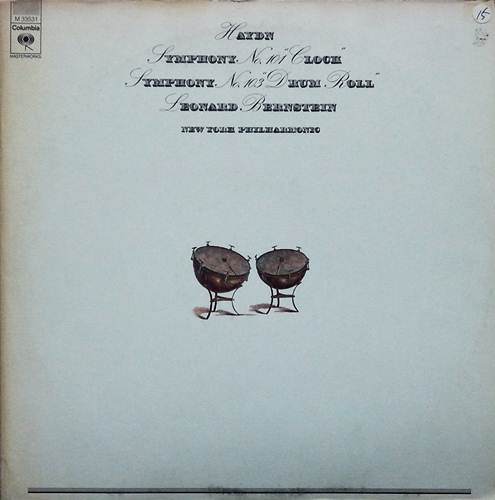 M 33531
Columbia
MASTERWORKS
15
HAYDN
SYMPHONY No. 101 "CLOCK"
SYMPHONY No. 103 "DRUM ROLL"
LEONARD BERNSTEIN
NEW YORK PHILHARMONIC